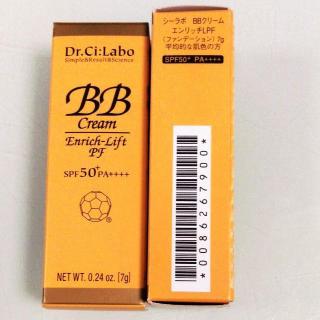 Dr.Ci:Labo
Simple&Result&Science
BB
Cream
Enrich-Lift
PF
SPF50+PA++++
®
NET WT. 0.24 oz. [7g]
シーラボ BBクリーム
エンリッチLPF
(ファンデーション) 7g
平均的な肌色の方
SPF50+ PA++++
*0086267900*